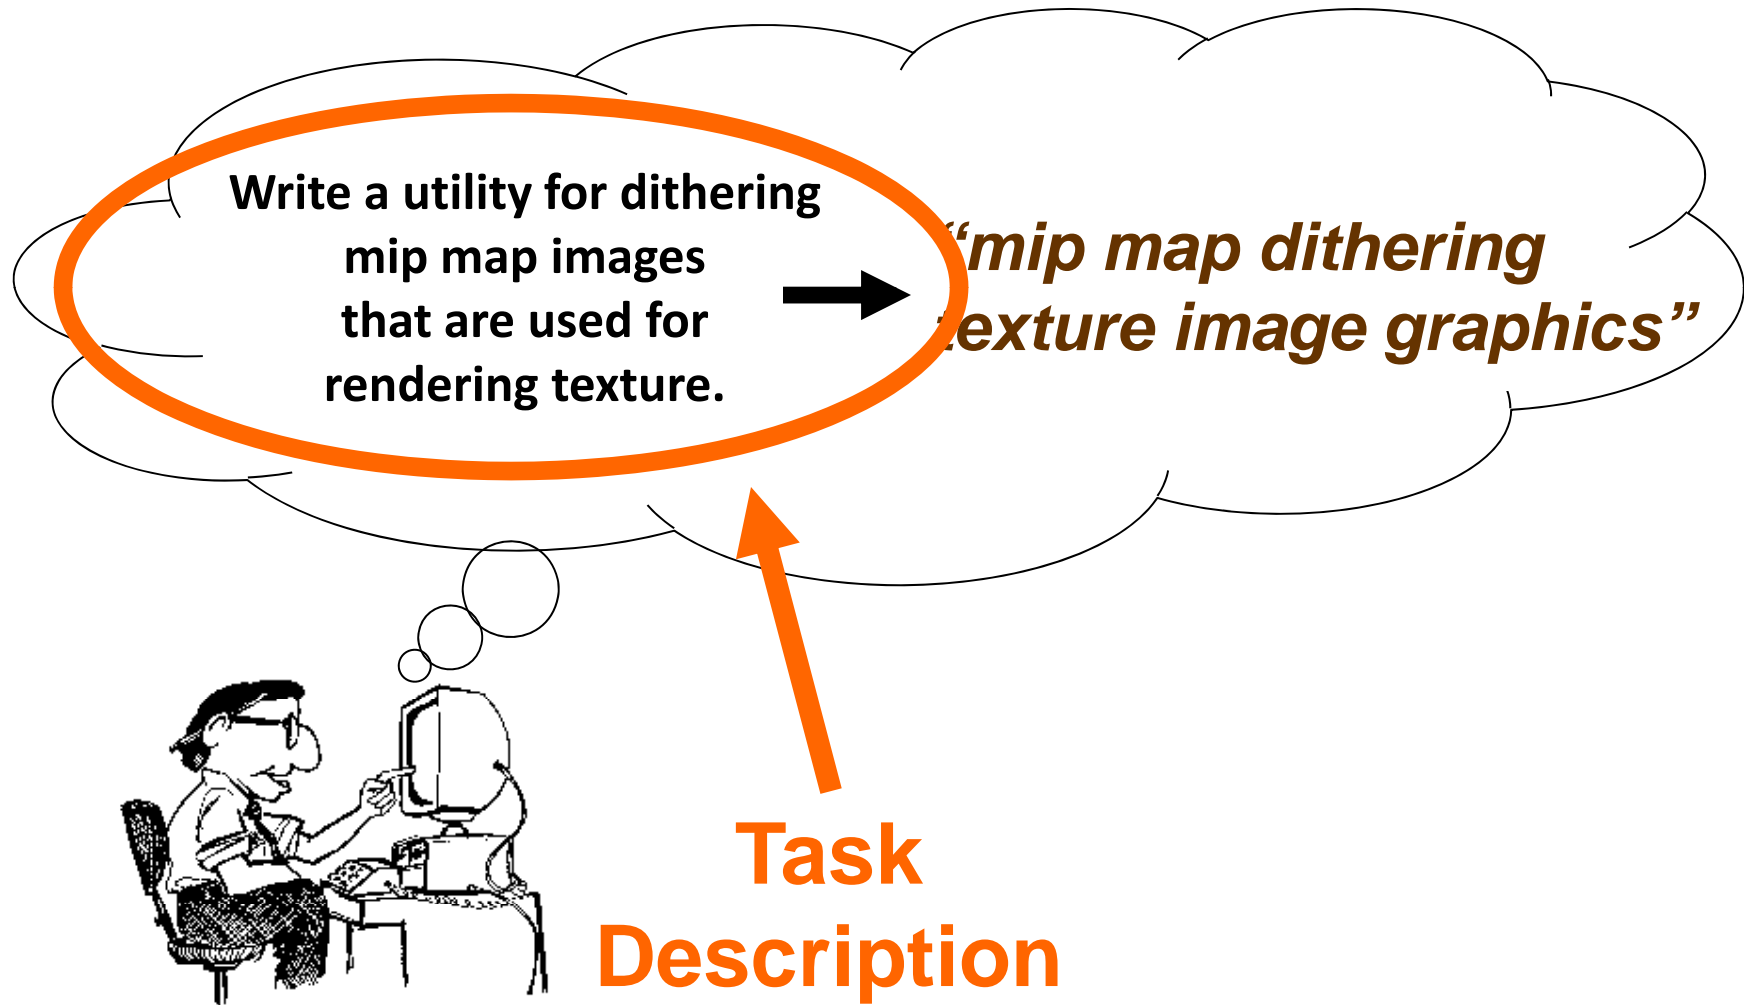 Write a utility for dithering
mip map images
that are used for
rendering texture.
“mip map dithering
texture image graphics”
Task
Description